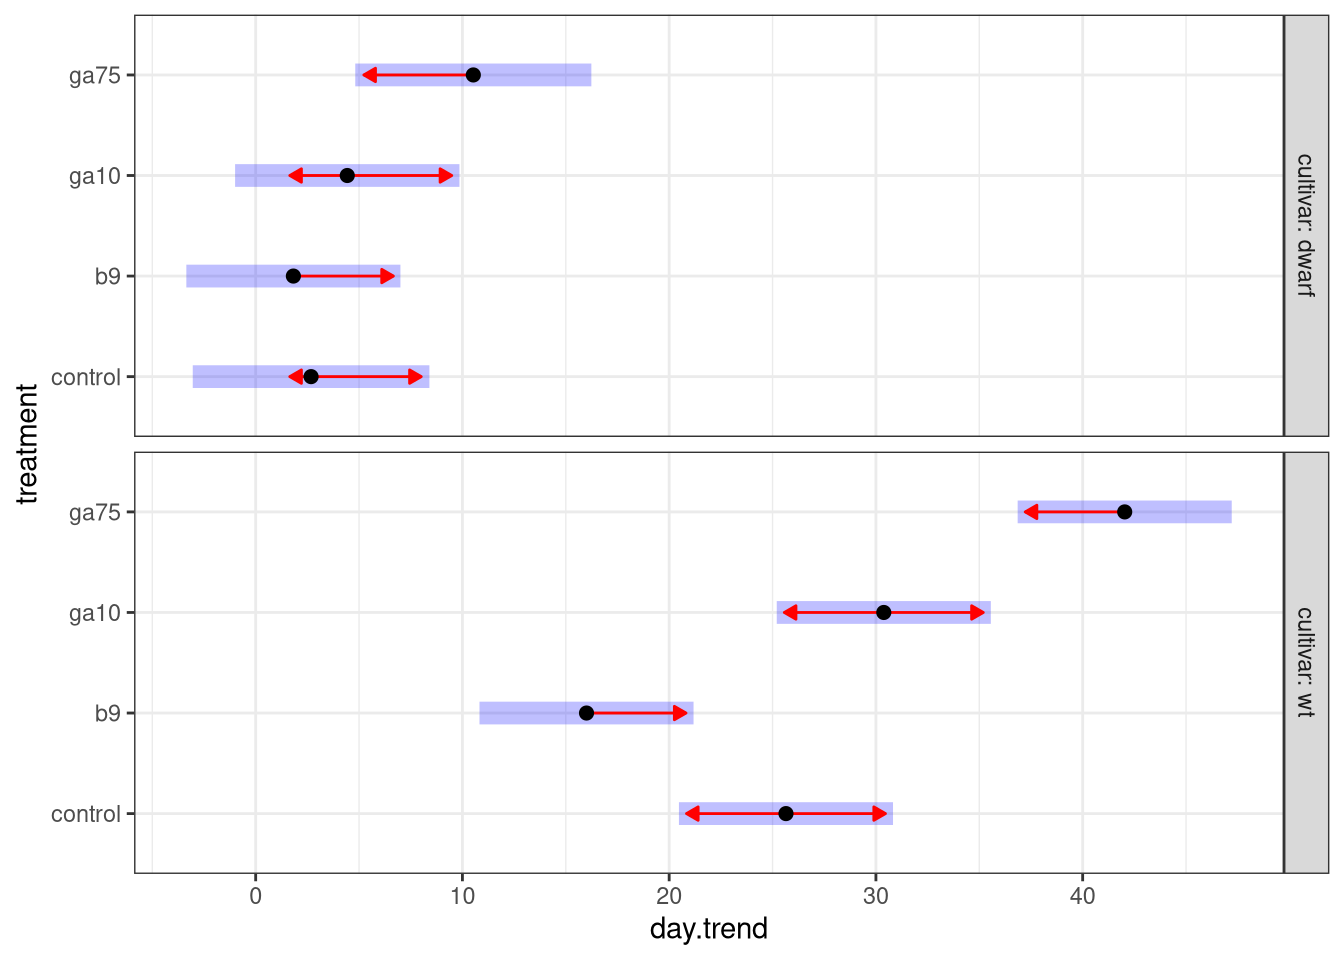 treatment
ga75
ga10
b9
control
cultivar: dwarf
ga75
ga10
b9
control
cultivar: wt
0 10 20 30 40
day.trend